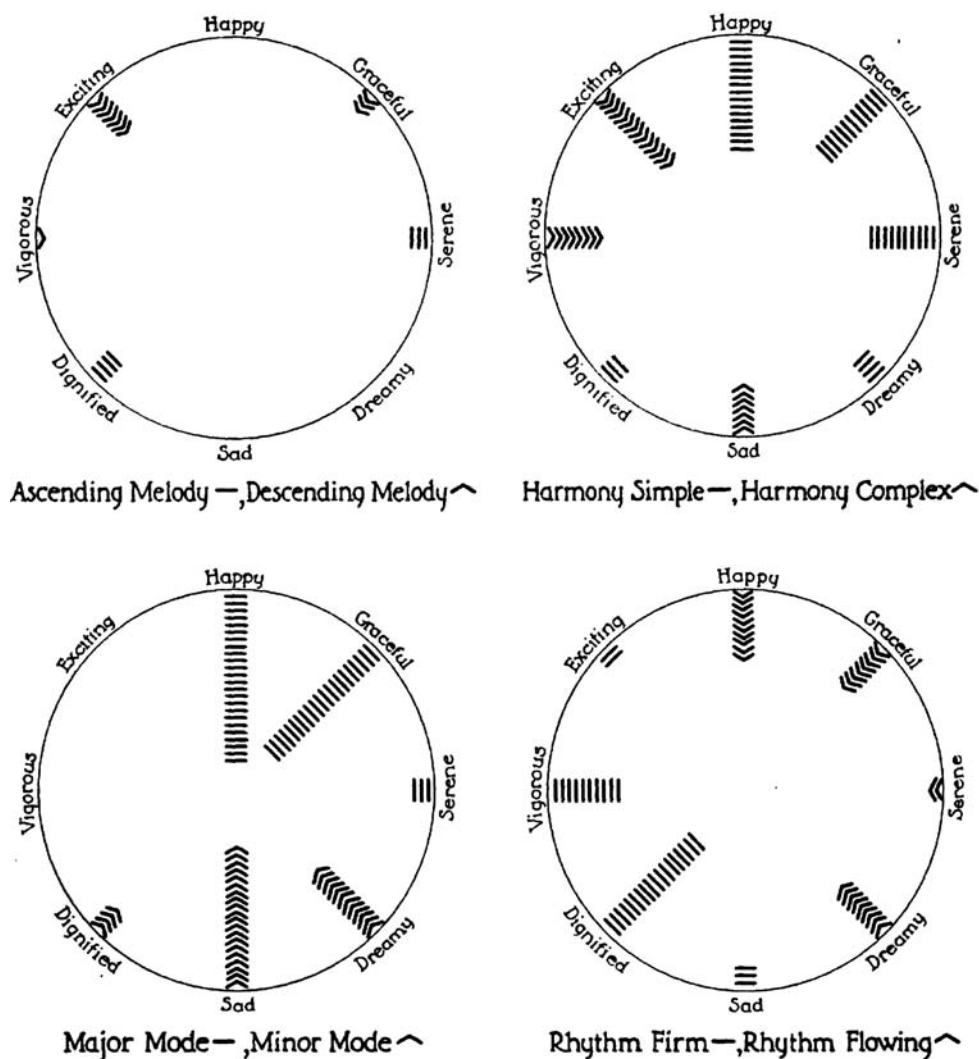 Happy
Exciting
Graceful
Vigorous
Serene
Dignified
Dreamy
Sad
Ascending Melody —, Descending Melody ^
Happy
Exciting
Graceful
Vigorous
Serene
Dignified
Dreamy
Sad
Harmony Simple —, Harmony Complex ^
Happy
Exciting
Graceful
Vigorous
Serene
Dignified
Dreamy
Sad
Major Mode — , Minor Mode ^
Happy
Exciting
Graceful
Vigorous
Serene
Dignified
Dreamy
Sad
Rhythm Firm —, Rhythm Flowing ^